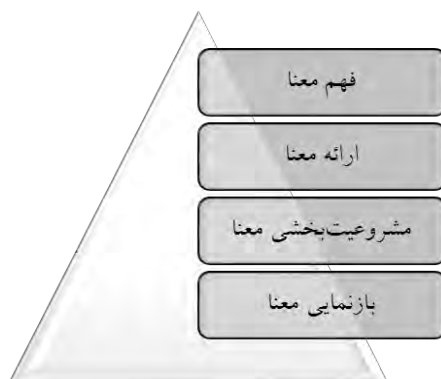 فهم معنا
ارائه معنا
مشروعیت‌بخشی معنا
بازنمایی معنا